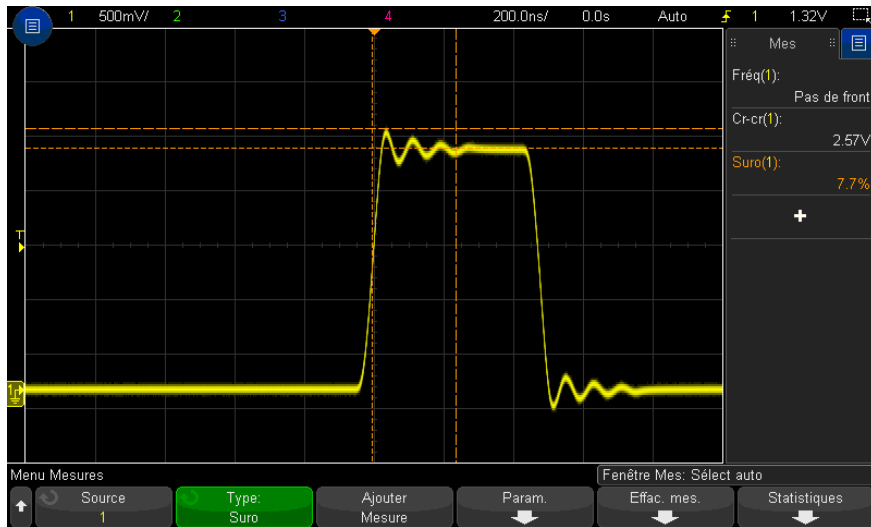 1 500mV/ 2 3 4 200.0ns/ 0.0s Auto 1 1.32V
Mes
Fréq(1):
Pas de front
Cr-cr(1):
2.57V
Suro(1):
7.7%
+
T
1
Menu Mesures
Fenêtre Mes: Sélect auto
Source Type: Ajouter Param. Effac. mes. Statistiques
1 Suro Mesure